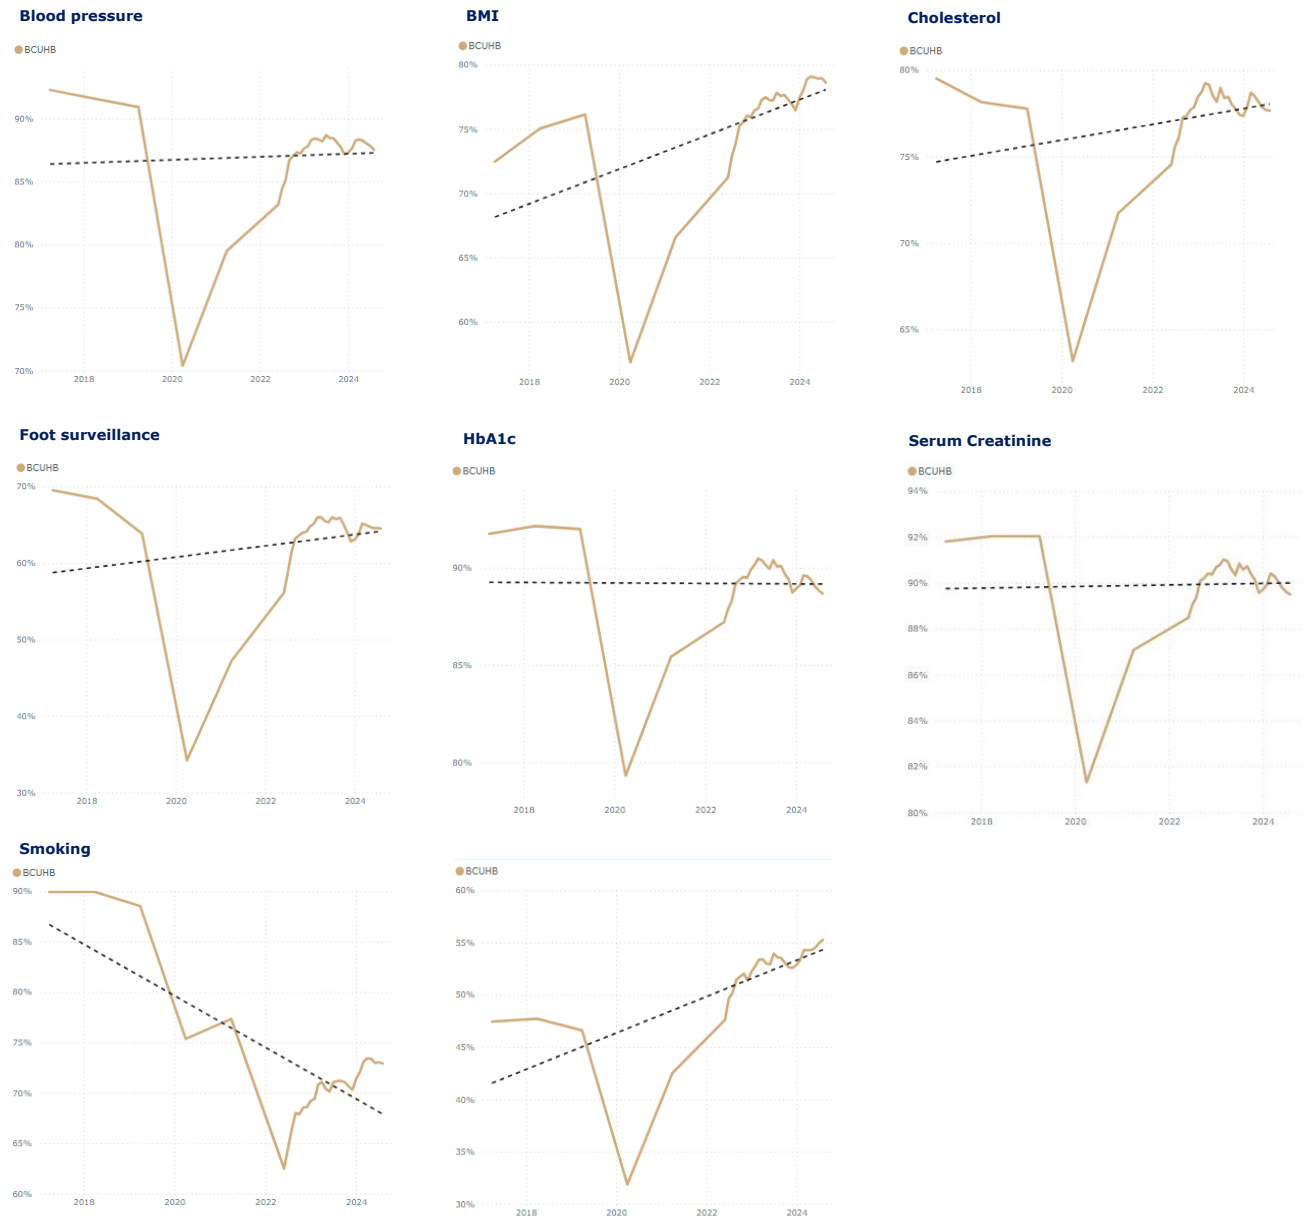 Blood pressure
BCUHB
90%
85%
80%
75%
70%
2018 2020 2022 2024
BMI
BCUHB
80%
75%
70%
65%
60%
2018 2020 2022 2024
Cholesterol
BCUHB
80%
75%
70%
65%
2018 2020 2022 2024
Foot surveillance
BCUHB
70%
60%
50%
40%
30%
2018 2020 2022 2024
HbA1c
BCUHB
90%
85%
80%
2018 2020 2022 2024
Serum Creatinine
BCUHB
94%
92%
90%
88%
86%
84%
82%
80%
2018 2020 2022 2024
Smoking
BCUHB
90%
85%
80%
75%
70%
65%
60%
2018 2020 2022 2024
BCUHB
60%
55%
50%
45%
40%
35%
30%
2018 2020 2022 2024